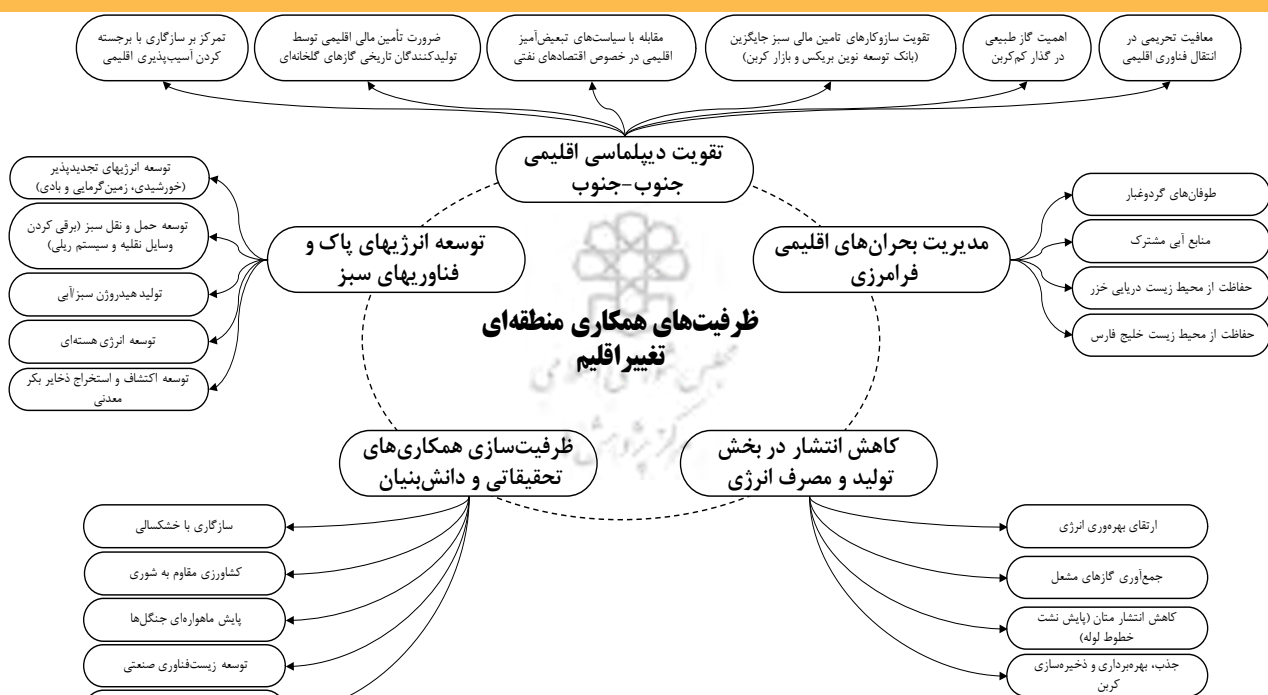 معافیت تحریمی در
انتقال فناوری اقلیمی
اهمیت گاز طبیعی
در گذار کم‌کربن
تقویت سازوکارهای تامین مالی سبز جایگزین
(بانک توسعه نوین بریکس و بازار کربن)
مقابله با سیاست‌های تبعیض‌آمیز
اقلیمی در خصوص اقتصادهای نفتی
ضرورت تأمین مالی اقلیمی توسط
تولیدکنندگان تاریخی گازهای گلخانه‌ای
تمرکز بر سازگاری با برجسته
کردن آسیب‌پذیری اقلیمی
تقویت دیپلماسی اقلیمی
جنوب-جنوب
مدیریت بحران‌های اقلیمی
فرامرزی
طوفان‌های گردوغبار
منابع آبی مشترک
حفاظت از محیط زیست دریایی خزر
حفاظت از محیط زیست خلیج فارس
توسعه انرژیهای پاک و
فناوریهای سبز
توسعه انرژیهای تجدیدپذیر
(خورشیدی، زمین‌گرمایی و بادی)
توسعه حمل و نقل سبز (برقی کردن
وسایل نقلیه و سیستم ریلی)
تولید هیدروژن سبز/آبی
توسعه انرژی هسته‌ای
توسعه اکتشاف و استخراج ذخایر بکر
معدنی
ظرفیت‌های همکاری منطقه‌ای
تغییراقلیم
مجلس شورای اسلامی
مرکز پژوهش‌ها
کاهش انتشار در بخش
تولید و مصرف انرژی
ارتقای بهره‌وری انرژی
جمع‌آوری گازهای مشعل
کاهش انتشار متان (پایش نشت
خطوط لوله)
جذب، بهره‌برداری و ذخیره‌سازی
کربن
ظرفیت‌سازی همکاری‌های
تحقیقاتی و دانش‌بنیان
سازگاری با خشکسالی
کشاورزی مقاوم به شوری
پایش ماهواره‌ای جنگل‌ها
توسعه زیست‌فناوری صنعتی